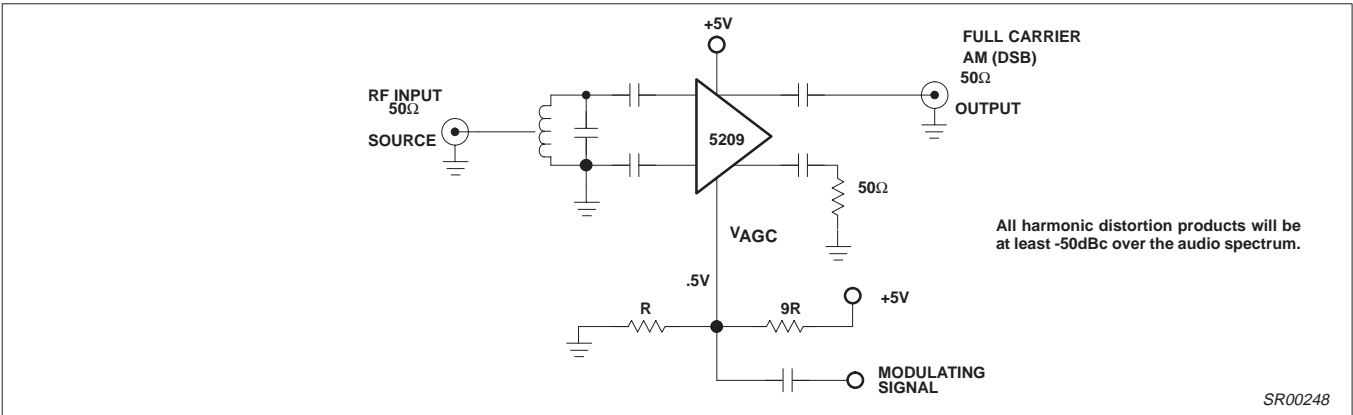 +5V
FULL CARRIER
AM (DSB)
50Ω
OUTPUT
RF INPUT
50Ω
SOURCE
5209
50Ω
All harmonic distortion products will be
at least -50dBc over the audio spectrum.
VAGC
.5V
R
9R
+5V
MODULATING
SIGNAL
SR00248